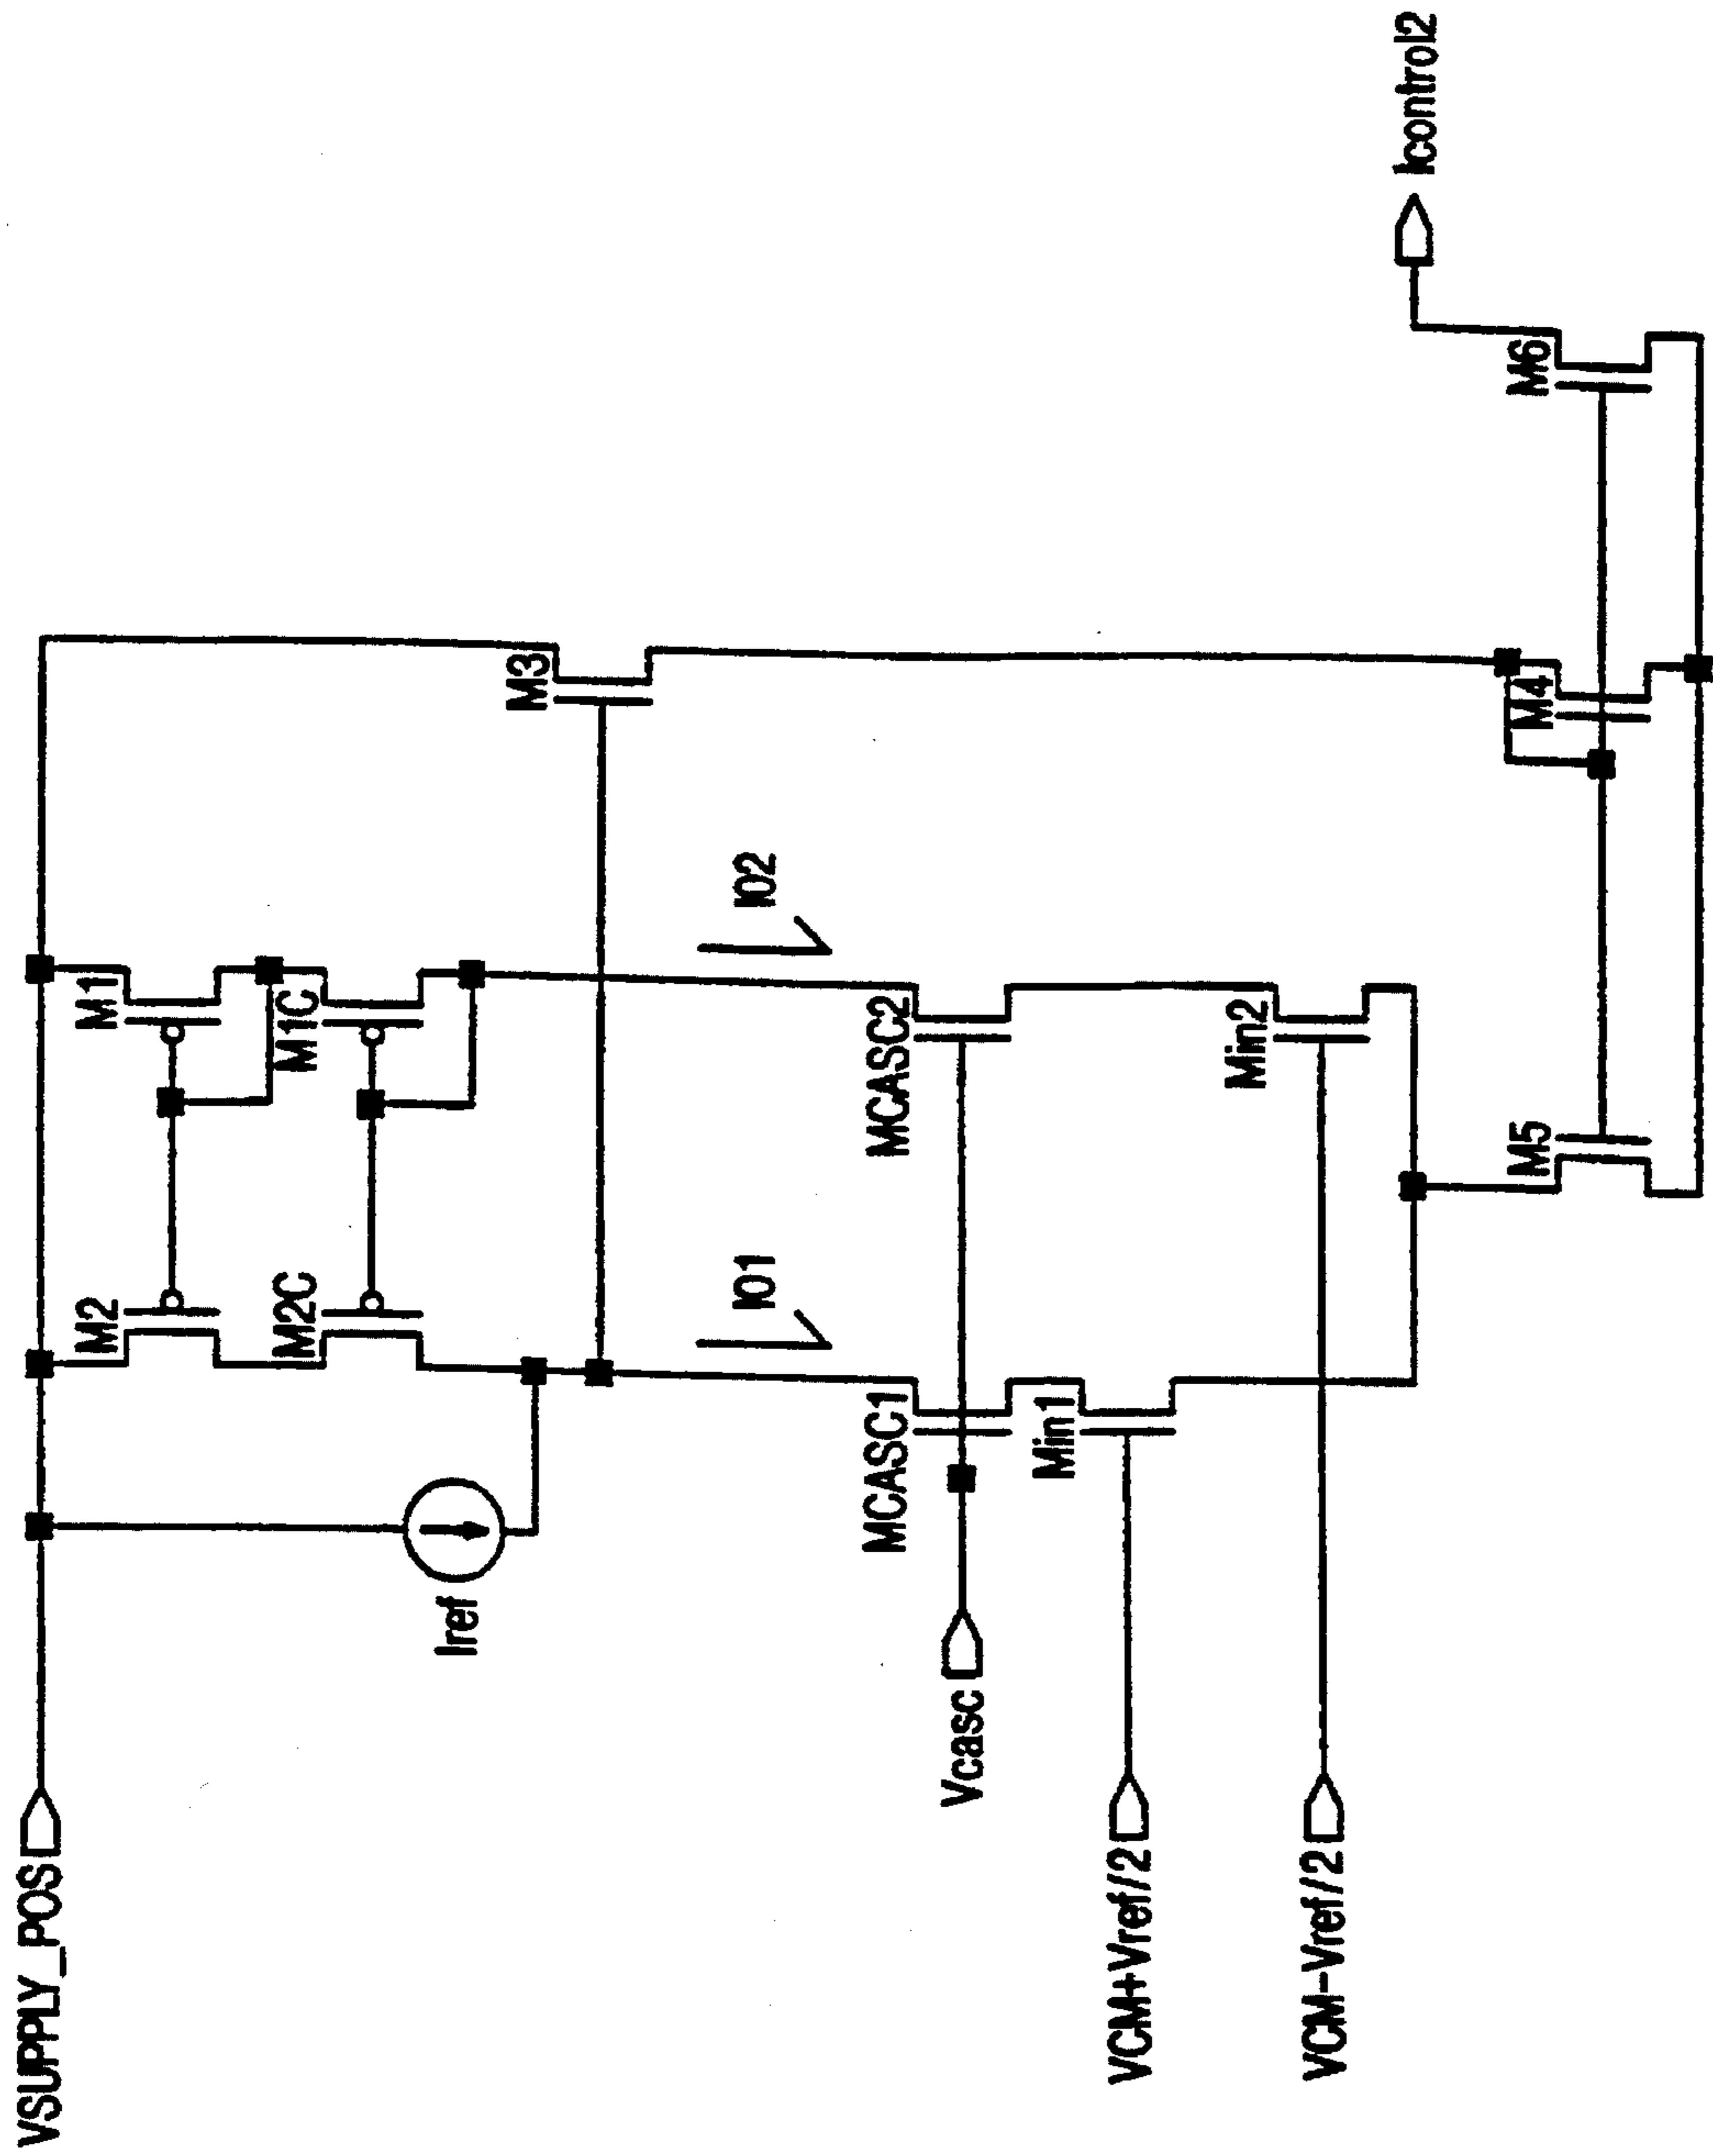 VSUPPLY_POS
M2
M1
M2C
M1C
Iref
M3
IO1
IO2
MCASC1
MCASC2
Vcasc
Min1
VCM+Vref/2
Min2
VCM-Vref/2
M5
M4
M6
Icontrol2